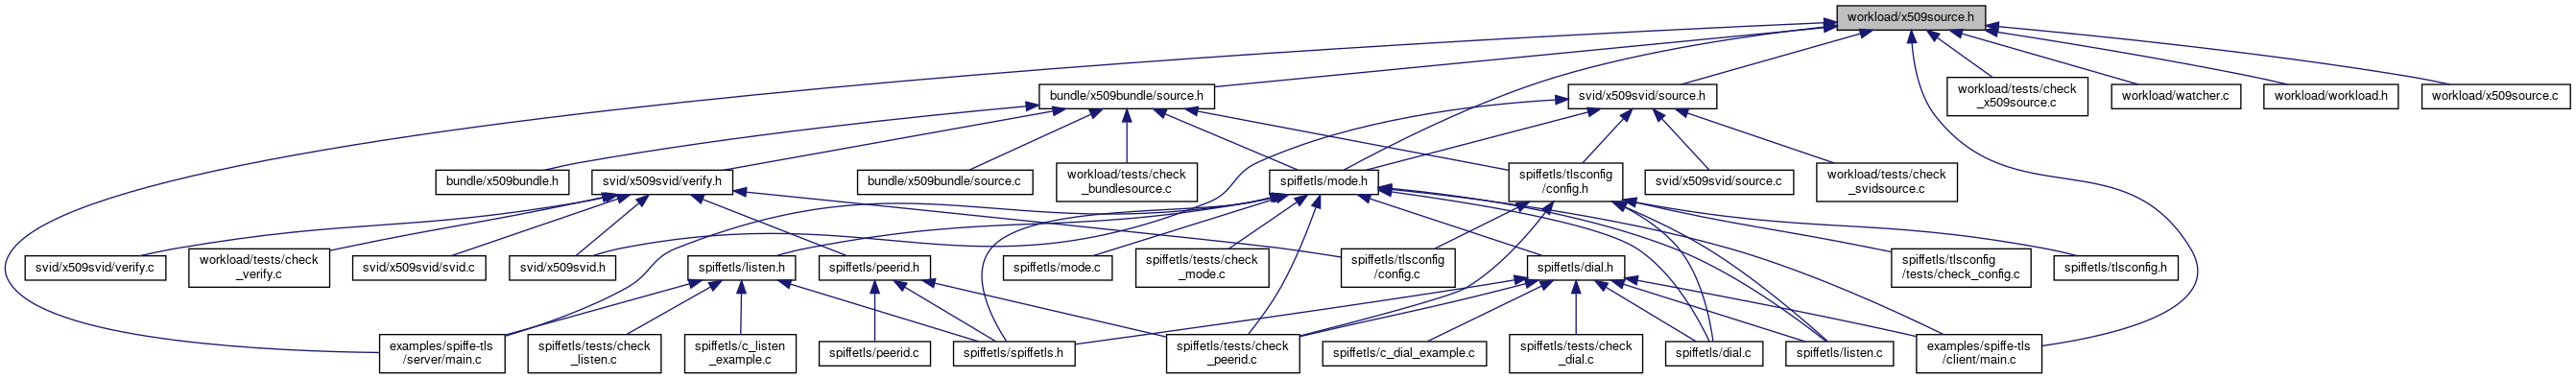 workload/x509source.h
bundle/x509bundle/source.h
svid/x509svid/source.h
workload/tests/check
_x509source.c
workload/watcher.c
workload/workload.h
workload/x509source.c
bundle/x509bundle.h
svid/x509svid/verify.h
bundle/x509bundle/source.c
workload/tests/check
_bundlesource.c
spiffetls/mode.h
spiffetls/tlsconfig
/config.h
svid/x509svid/source.c
workload/tests/check
_svidsource.c
svid/x509svid/verify.c
workload/tests/check
_verify.c
svid/x509svid/svid.c
svid/x509svid.h
spiffetls/listen.h
spiffetls/peerid.h
spiffetls/mode.c
spiffetls/tests/check
_mode.c
spiffetls/dial.h
spiffetls/tlsconfig
/config.c
spiffetls/tlsconfig
/tests/check_config.c
spiffetls/tlsconfig.h
examples/spiffe-tls
/server/main.c
spiffetls/tests/check
_listen.c
spiffetls/c_listen
_example.c
spiffetls/peerid.c
spiffetls/spiffetls.h
spiffetls/tests/check
_peerid.c
spiffetls/c_dial_example.c
spiffetls/tests/check
_dial.c
spiffetls/dial.c
spiffetls/listen.c
examples/spiffe-tls
/client/main.c